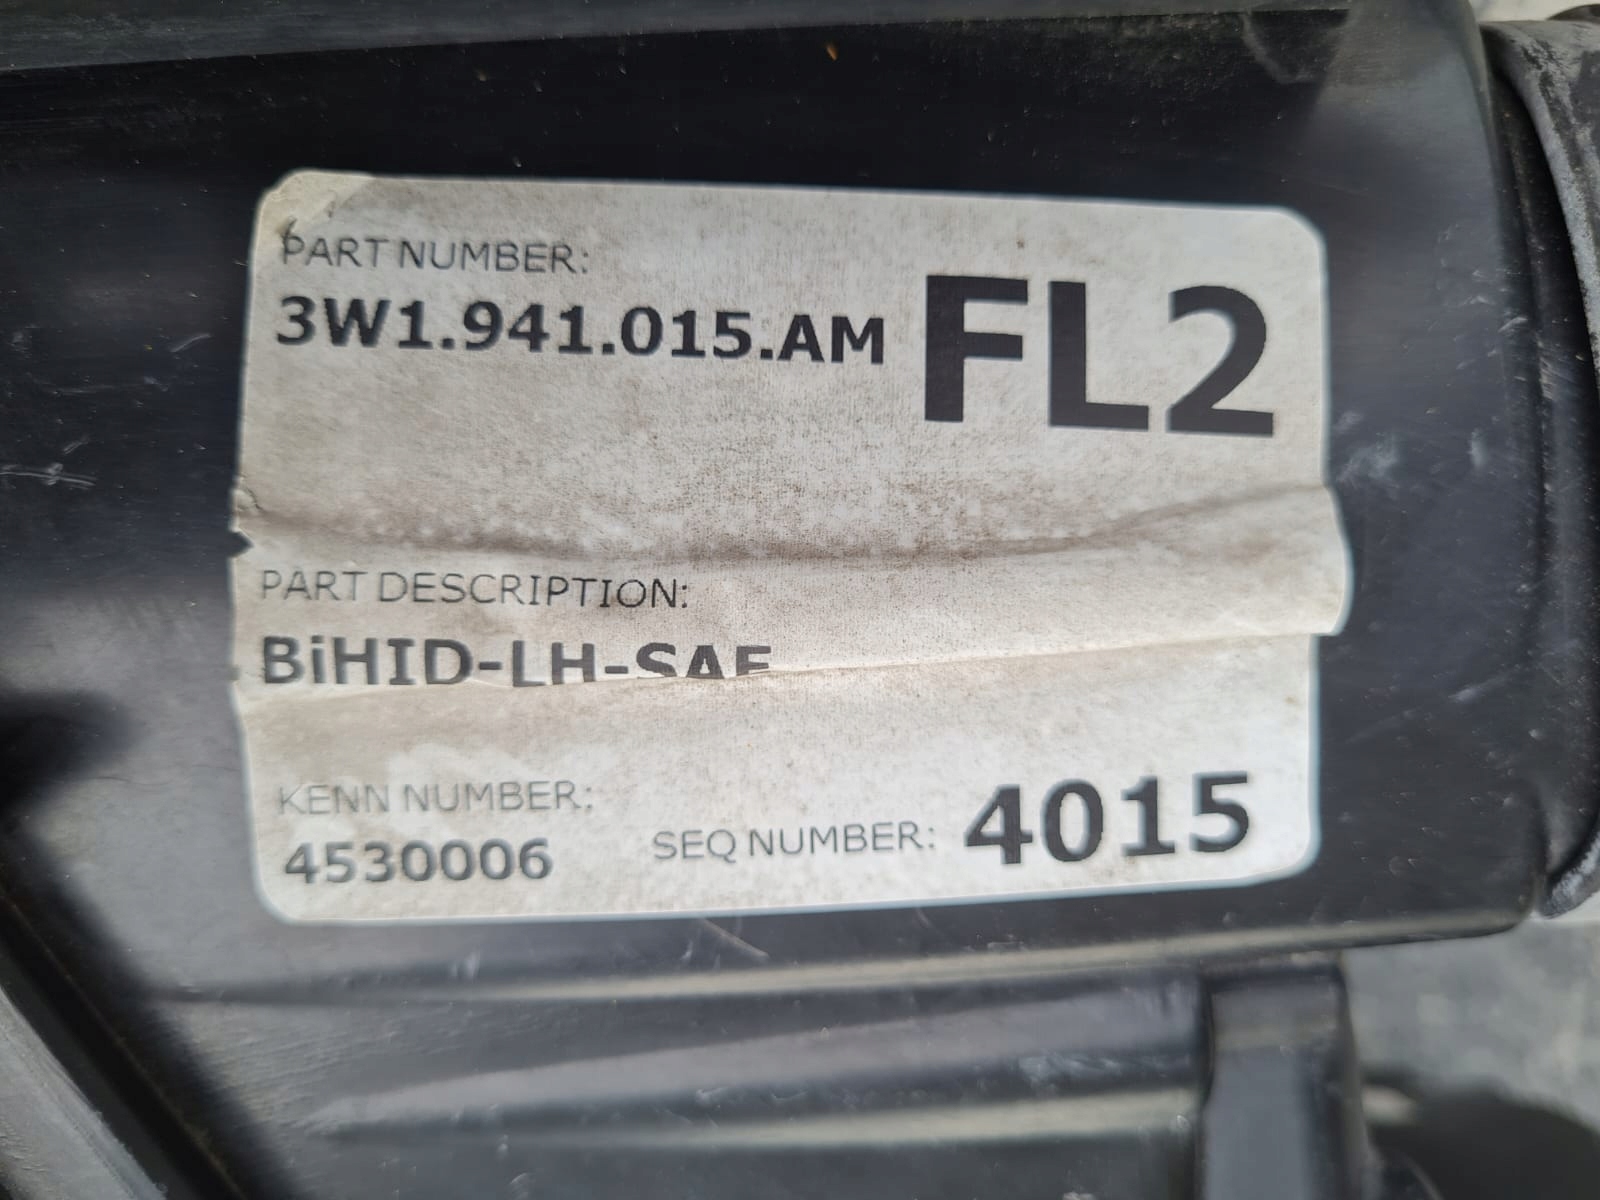 PART NUMBER:
3W1.941.015.AM FL2
PART DESCRIPTION:
BiHID-LH-SAE
KENN NUMBER:
4530006
SEQ NUMBER: 4015